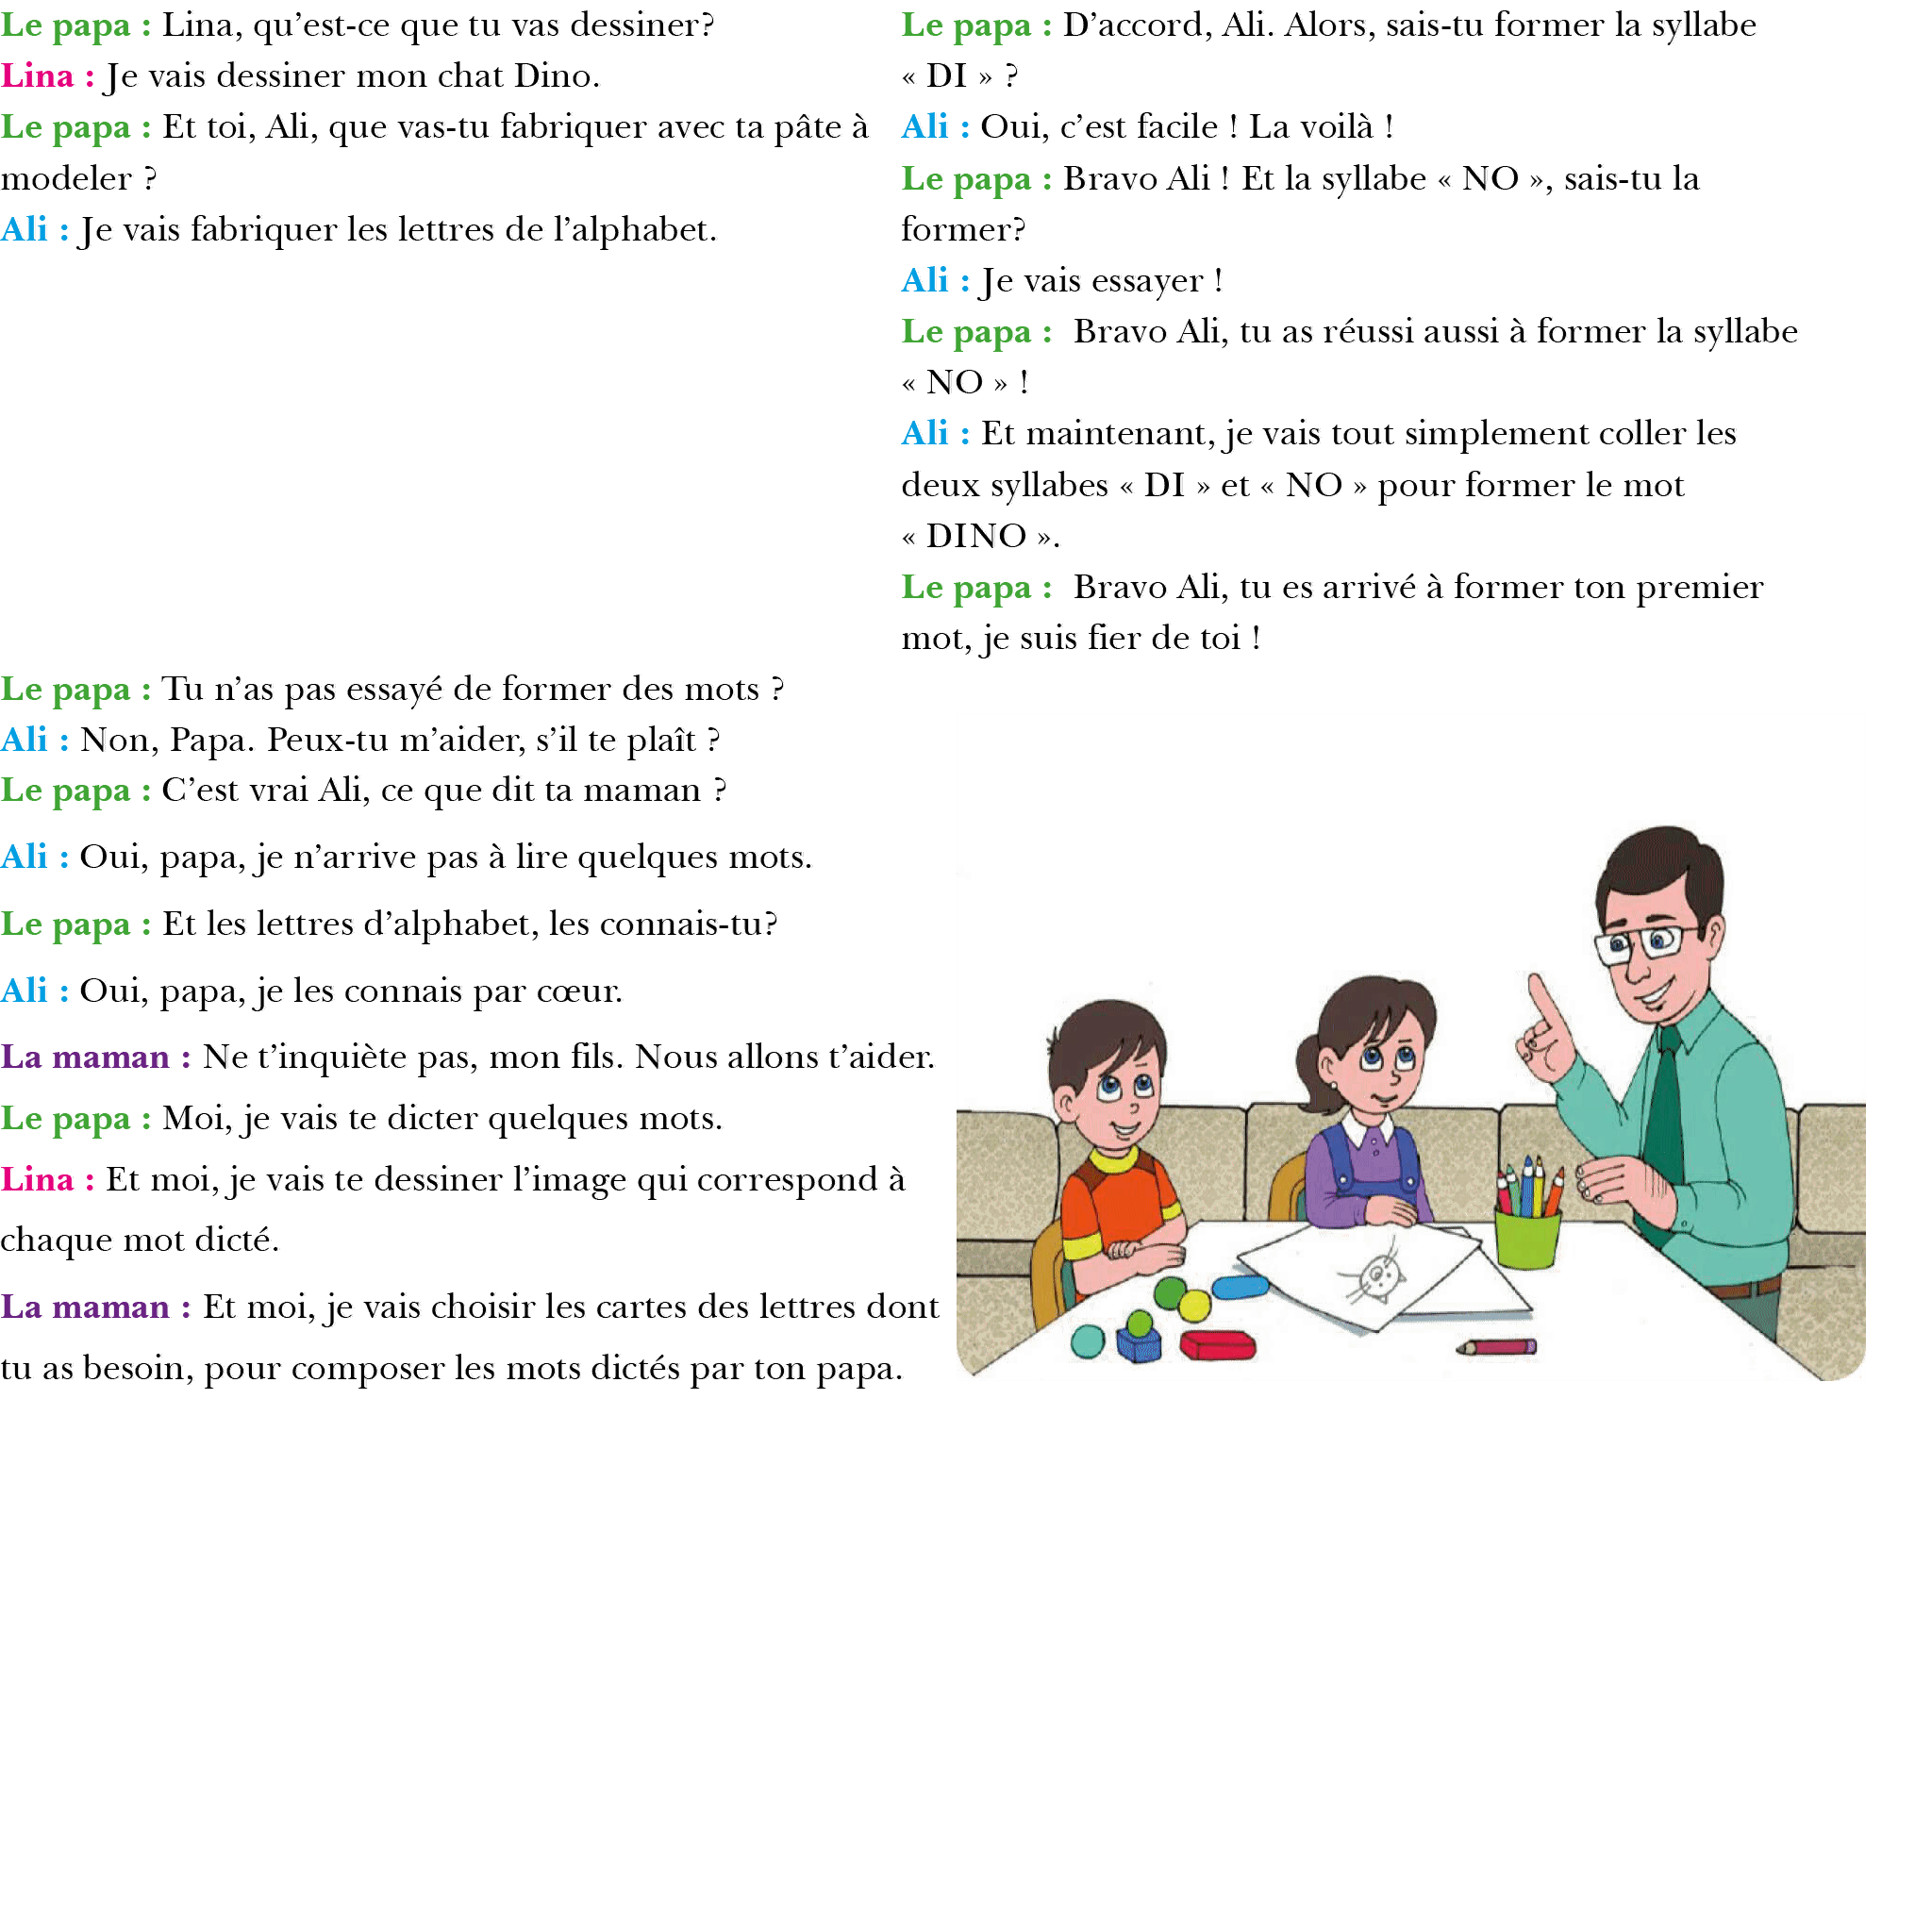 Le papa : Lina, qu’est-ce que tu vas dessiner?
Lina : Je vais dessiner mon chat Dino.
Le papa : Et toi, Ali, que vas-tu fabriquer avec ta pâte à
modeler ?
Ali : Je vais fabriquer les lettres de l’alphabet.
Le papa : Tu n’as pas essayé de former des mots ?
Ali : Non, Papa. Peux-tu m’aider, s’il te plaît ?
Le papa : D’accord, Ali. Alors, sais-tu former la syllabe
« DI » ?
Ali : Oui, c’est facile ! La voilà !
Le papa : Bravo Ali ! Et la syllabe « NO », sais-tu la
former?
Ali : Je vais essayer !
Le papa :  Bravo Ali, tu as réussi aussi à former la syllabe
« NO » !
Ali : Et maintenant, je vais tout simplement coller les
deux syllabes « DI » et « NO » pour former le mot
« DINO ».
Le papa :  Bravo Ali, tu es arrivé à former ton premier
mot, je suis fier de toi !
Le papa : C’est vrai Ali, ce que dit ta maman ?
Ali : Oui, papa, je n’arrive pas à lire quelques mots.
Le papa : Et les lettres d’alphabet, les connais-tu?
Ali : Oui, papa, je les connais par cœur.
La maman : Ne t’inquiète pas, mon fils. Nous allons t’aider.
Le papa : Moi, je vais te dicter quelques mots.
Lina : Et moi, je vais te dessiner l’image qui correspond à
chaque mot dicté.
La maman : Et moi, je vais choisir les cartes des lettres dont
tu as besoin, pour composer les mots dictés par ton papa.